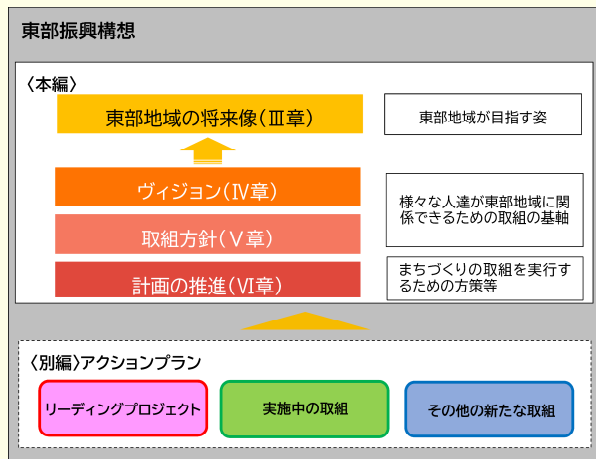 東部振興構想
〈本編〉
東部地域の将来像(Ⅲ章)
東部地域が目指す姿
ヴィジョン(Ⅳ章)
取組方針(Ⅴ章)
様々な人達が東部地域に関
係できるための取組の基軸
計画の推進(Ⅵ章)
まちづくりの取組を実行す
るための方策等
〈別編〉アクションプラン
リーディングプロジェクト
実施中の取組
その他の新たな取組